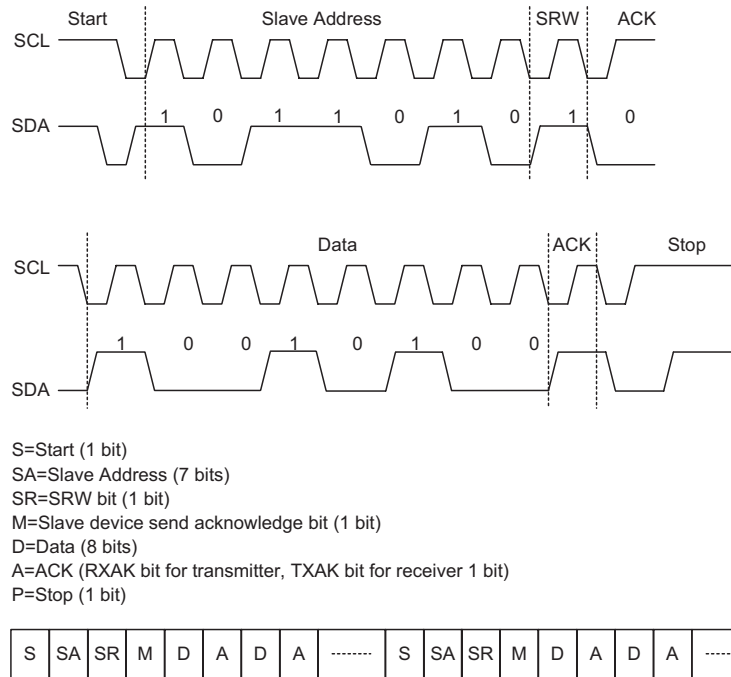 Start Slave Address SRW ACK
SCL
1 0 1 1 0 1 0 1 0
SDA
Data ACK Stop
SCL
1 0 0 1 0 1 0 0
SDA
S=Start (1 bit)
SA=Slave Address (7 bits)
SR=SRW bit (1 bit)
M=Slave device send acknowledge bit (1 bit)
D=Data (8 bits)
A=ACK (RXAK bit for transmitter, TXAK bit for receiver 1 bit)
P=Stop (1 bit)
S SA SR M D A D A S SA SR M D A D A